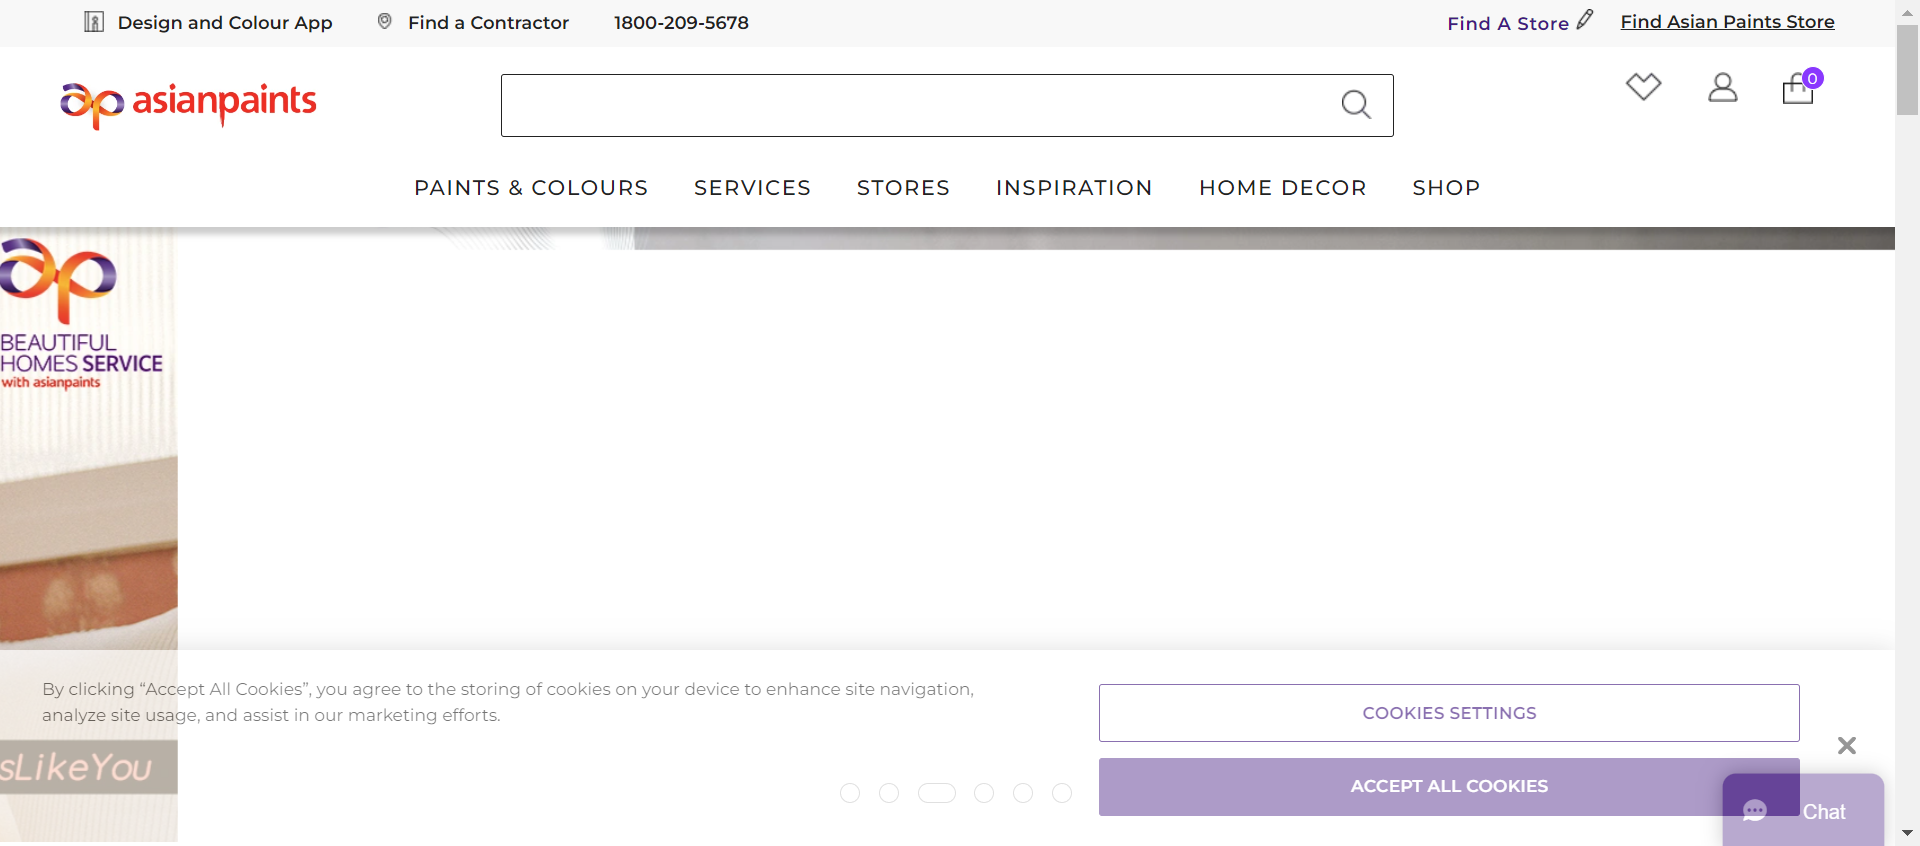 Design and Colour App
Find a Contractor
1800-209-5678
Find A Store
Find Asian Paints Store
asianpaints
0
PAINTS & COLOURS
SERVICES
STORES
INSPIRATION
HOME DECOR
SHOP
BEAUTIFUL
HOMES SERVICE
with asianpaints
By clicking “Accept All Cookies”, you agree to the storing of cookies on your device to enhance site navigation,
analyze site usage, and assist in our marketing efforts.
COOKIES SETTINGS
sLikeYou
ACCEPT ALL COOKIES
Chat